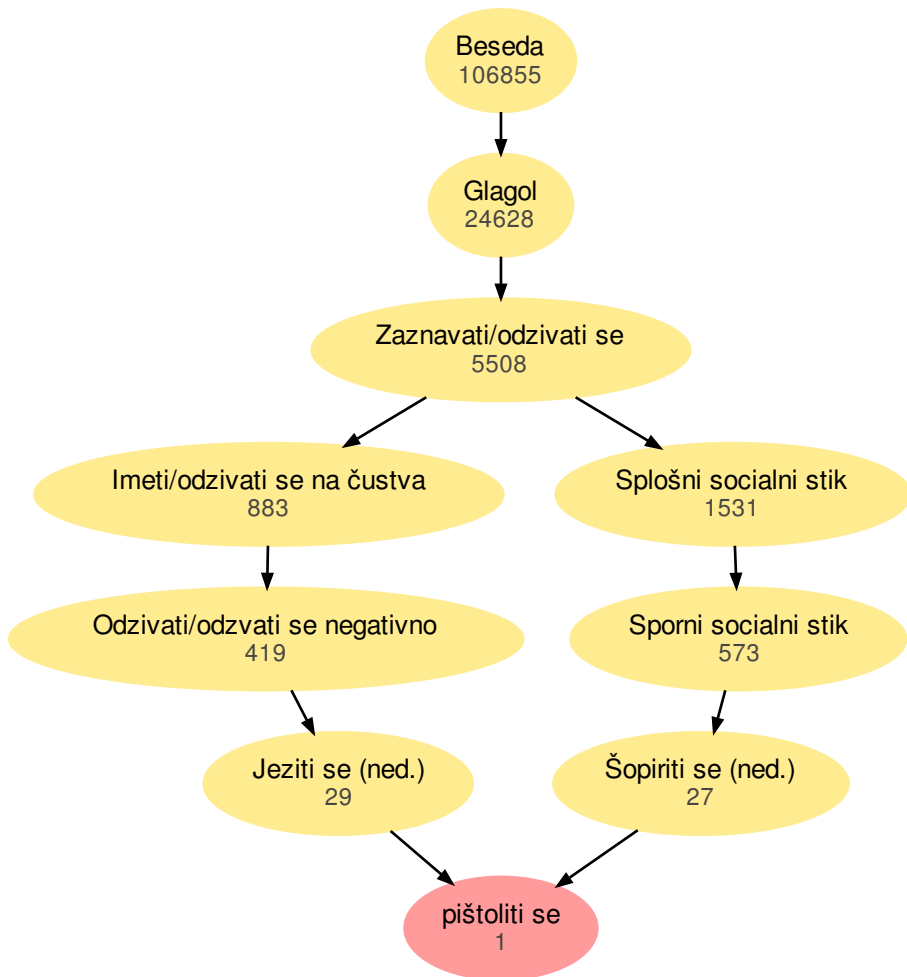 Beseda
106855
Glagol
24628
Zaznavati/odzivati se
5508
Imeti/odzivati se na čustva
883
Splošni socialni stik
1531
Odzivati/odzvati se negativno
419
Sporni socialni stik
573
Jeziti se (ned.)
29
Šopiriti se (ned.)
27
pištoliti se
1